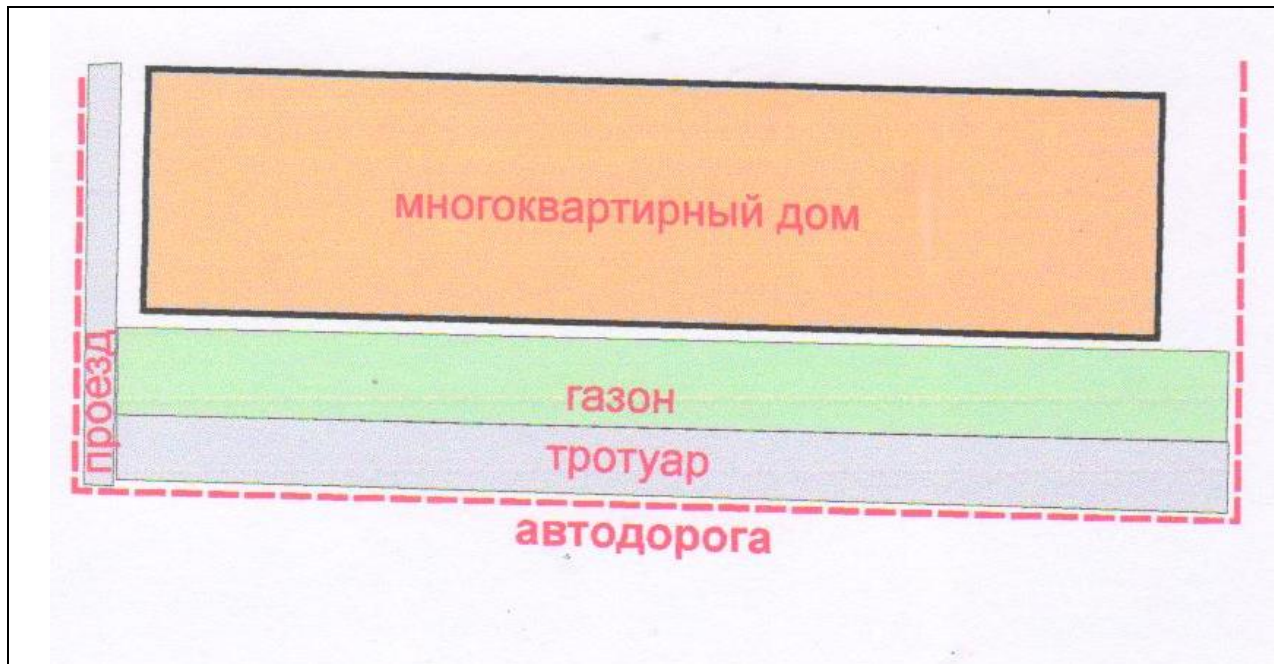 многоквартирный дом
проезд
газон
тротуар
автодорога